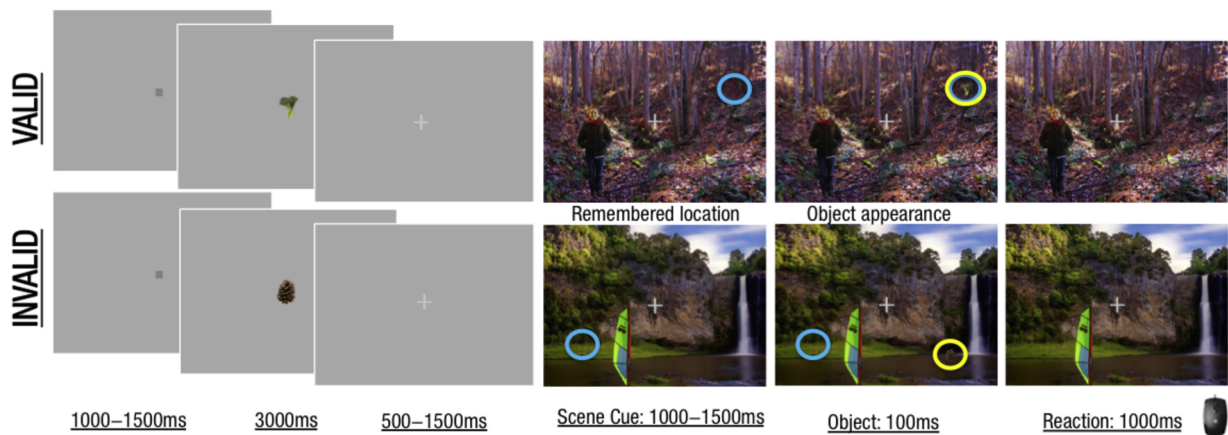 VALID
Remembered location
Object appearance
INVALID
1000–1500ms
3000ms
500-1500ms
Scene Cue: 1000–1500ms
Object: 100ms
Reaction: 1000ms